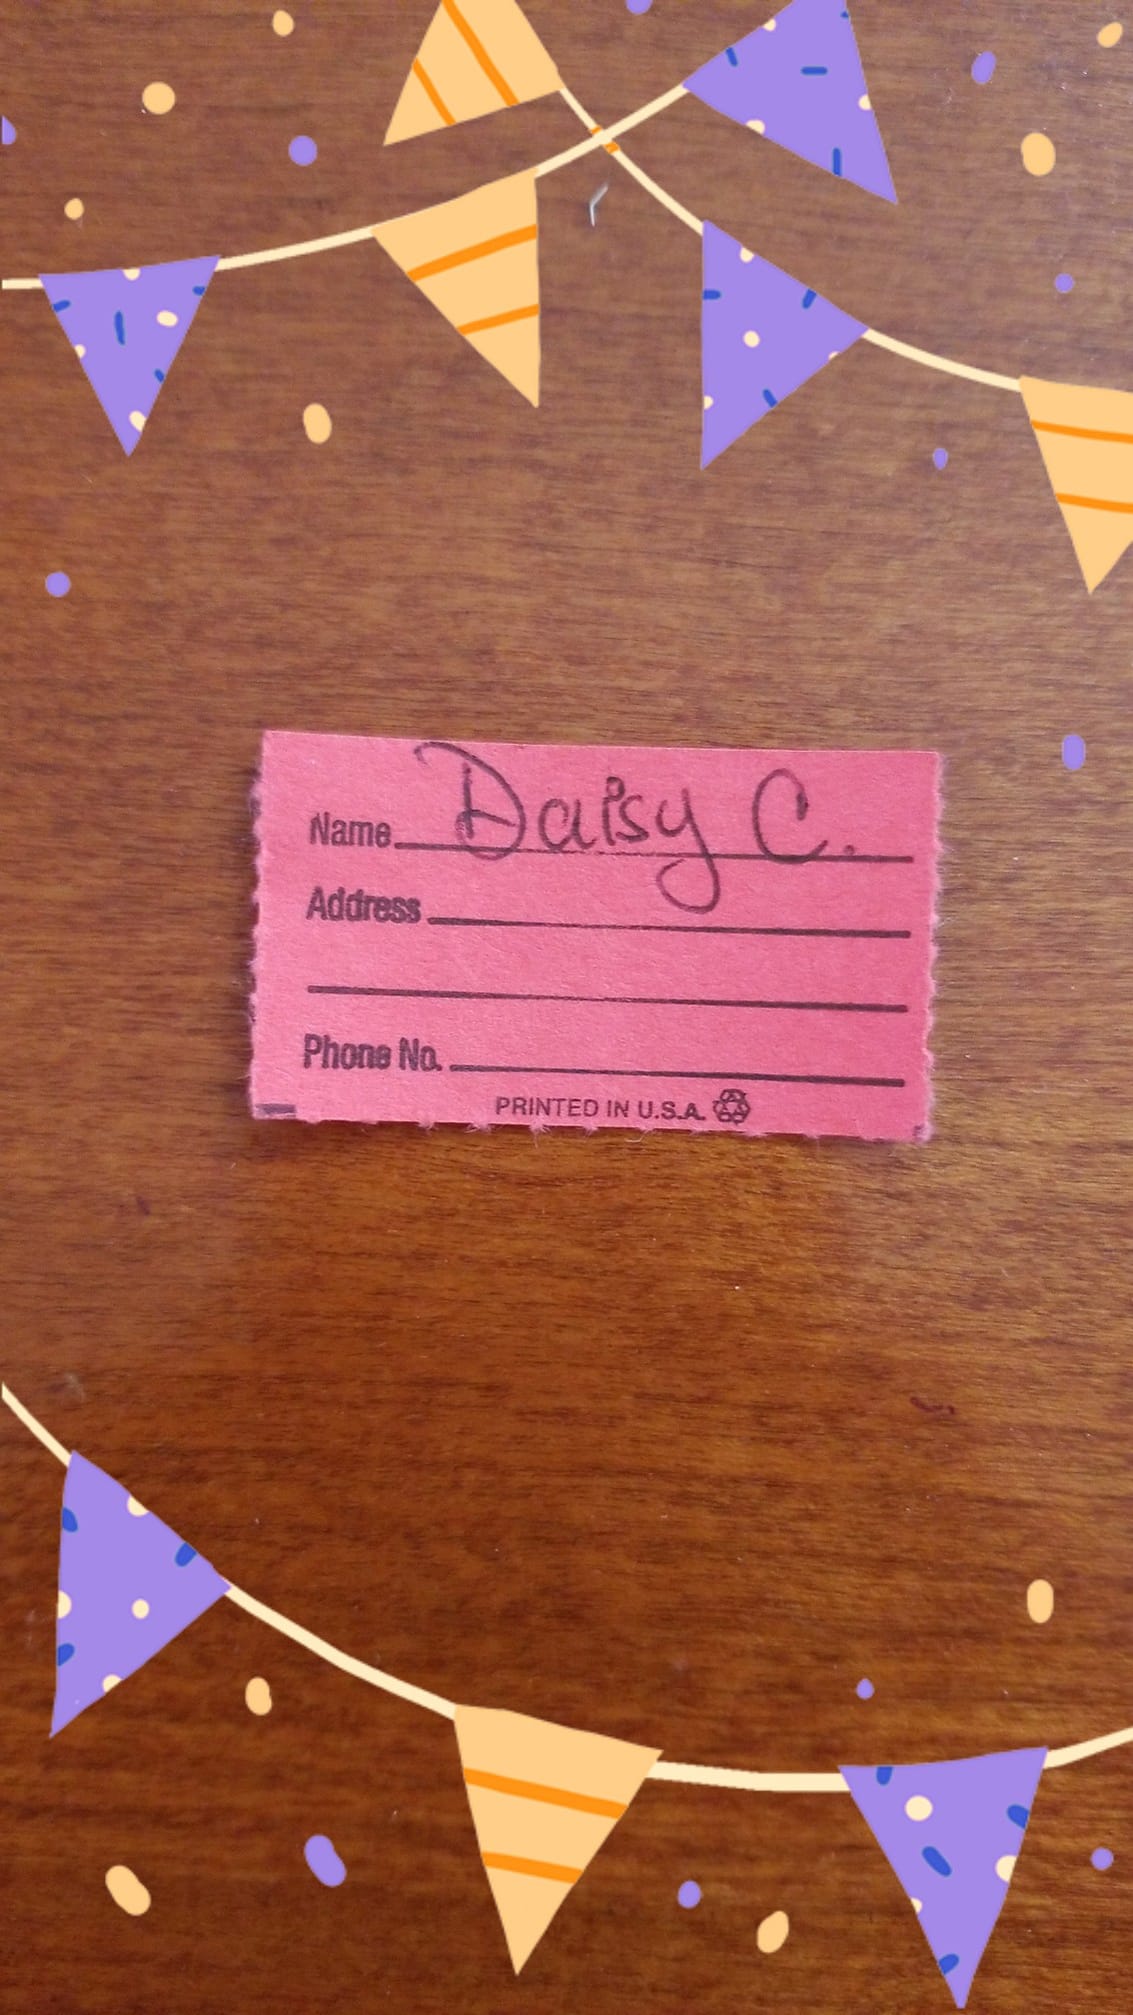 Name Daisy C.
Address
Phone No.
PRINTED IN U.S.A.